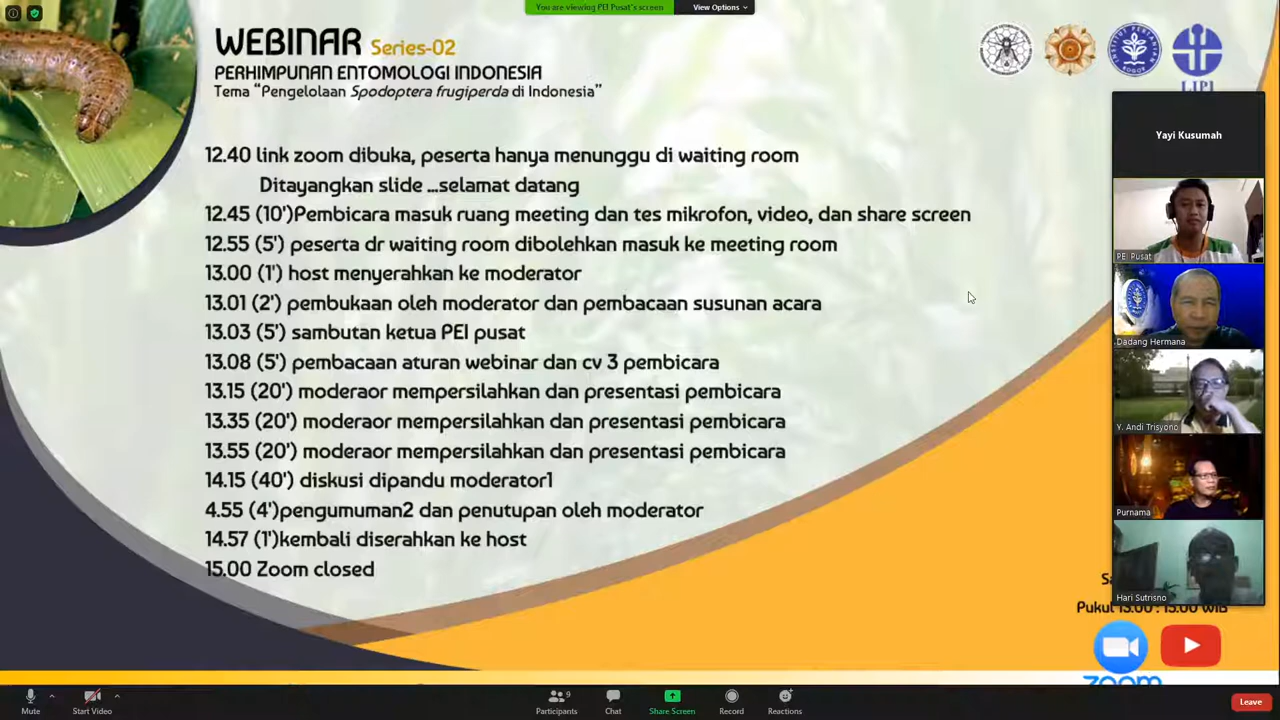 You are viewing PEI Pusat's screen
View Options
WEBINAR Series-02
PERHIMPUNAN ENTOMOLOGI INDONESIA
Tema “Pengelolaan Spodoptera frugiperda di Indonesia”
INSTITUT PERTANIAN
BOGOR
LIPI
12.40 link zoom dibuka, peserta hanya menunggu di waiting room
Ditayangkan slide ...selamat datang
12.45 (10')Pembicara masuk ruang meeting dan tes mikrofon, video, dan share screen
12.55 (5') peserta dr waiting room dibolehkan masuk ke meeting room
13.00 (1') host menyerahkan ke moderator
13.01 (2') pembukaan oleh moderator dan pembacaan susunan acara
13.03 (5') sambutan ketua PEI pusat
13.08 (5') pembacaan aturan webinar dan cv 3 pembicara
13.15 (20') moderaor mempersilahkan dan presentasi pembicara
13.35 (20') moderaor mempersilahkan dan presentasi pembicara
13.55 (20') moderaor mempersilahkan dan presentasi pembicara
14.15 (40') diskusi dipandu moderator1
4.55 (4')pengumuman2 dan penutupan oleh moderator
14.57 (1')kembali diserahkan ke host
15.00 Zoom closed
Yayi Kusumah
PEI Pusat
Dadang Hermana
Y. Andi Trisyono
Purnama
Hari Sutrisno
Pukul 13.00 : 15.00 WIB
zoom
Mute
Start Video
9
Participants
Chat
Share Screen
Record
Reactions
Leave